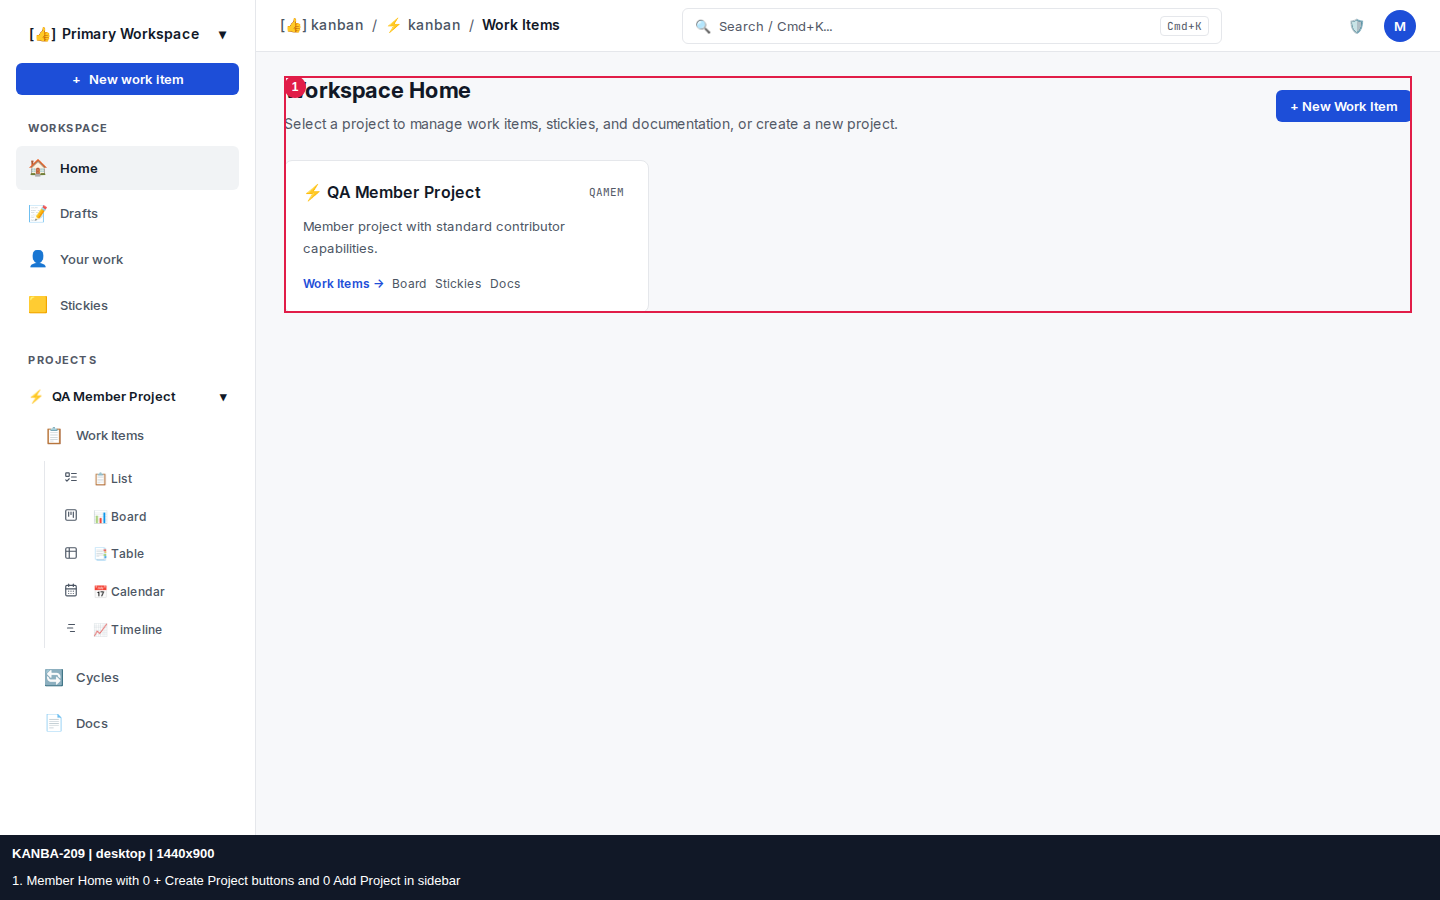 [👍] Primary Workspace ▼
+ New work item
WORKSPACE
🏠 Home
📝 Drafts
👤 Your work
🟨 Stickies
PROJECTS
⚡ QA Member Project ▼
📋 Work Items
📋 List
📊 Board
📑 Table
📅 Calendar
📈 Timeline
🔄 Cycles
📄 Docs
[👍] kanban / ⚡ kanban / Work Items
🔍 Search / Cmd+K...
Cmd+K
🛡️
M
1
Workspace Home
Select a project to manage work items, stickies, and documentation, or create a new project.
+ New Work Item
⚡ QA Member Project
QAMEM
Member project with standard contributor
capabilities.
Work Items → Board Stickies Docs
KANBA-209 | desktop | 1440x900
1. Member Home with 0 + Create Project buttons and 0 Add Project in sidebar